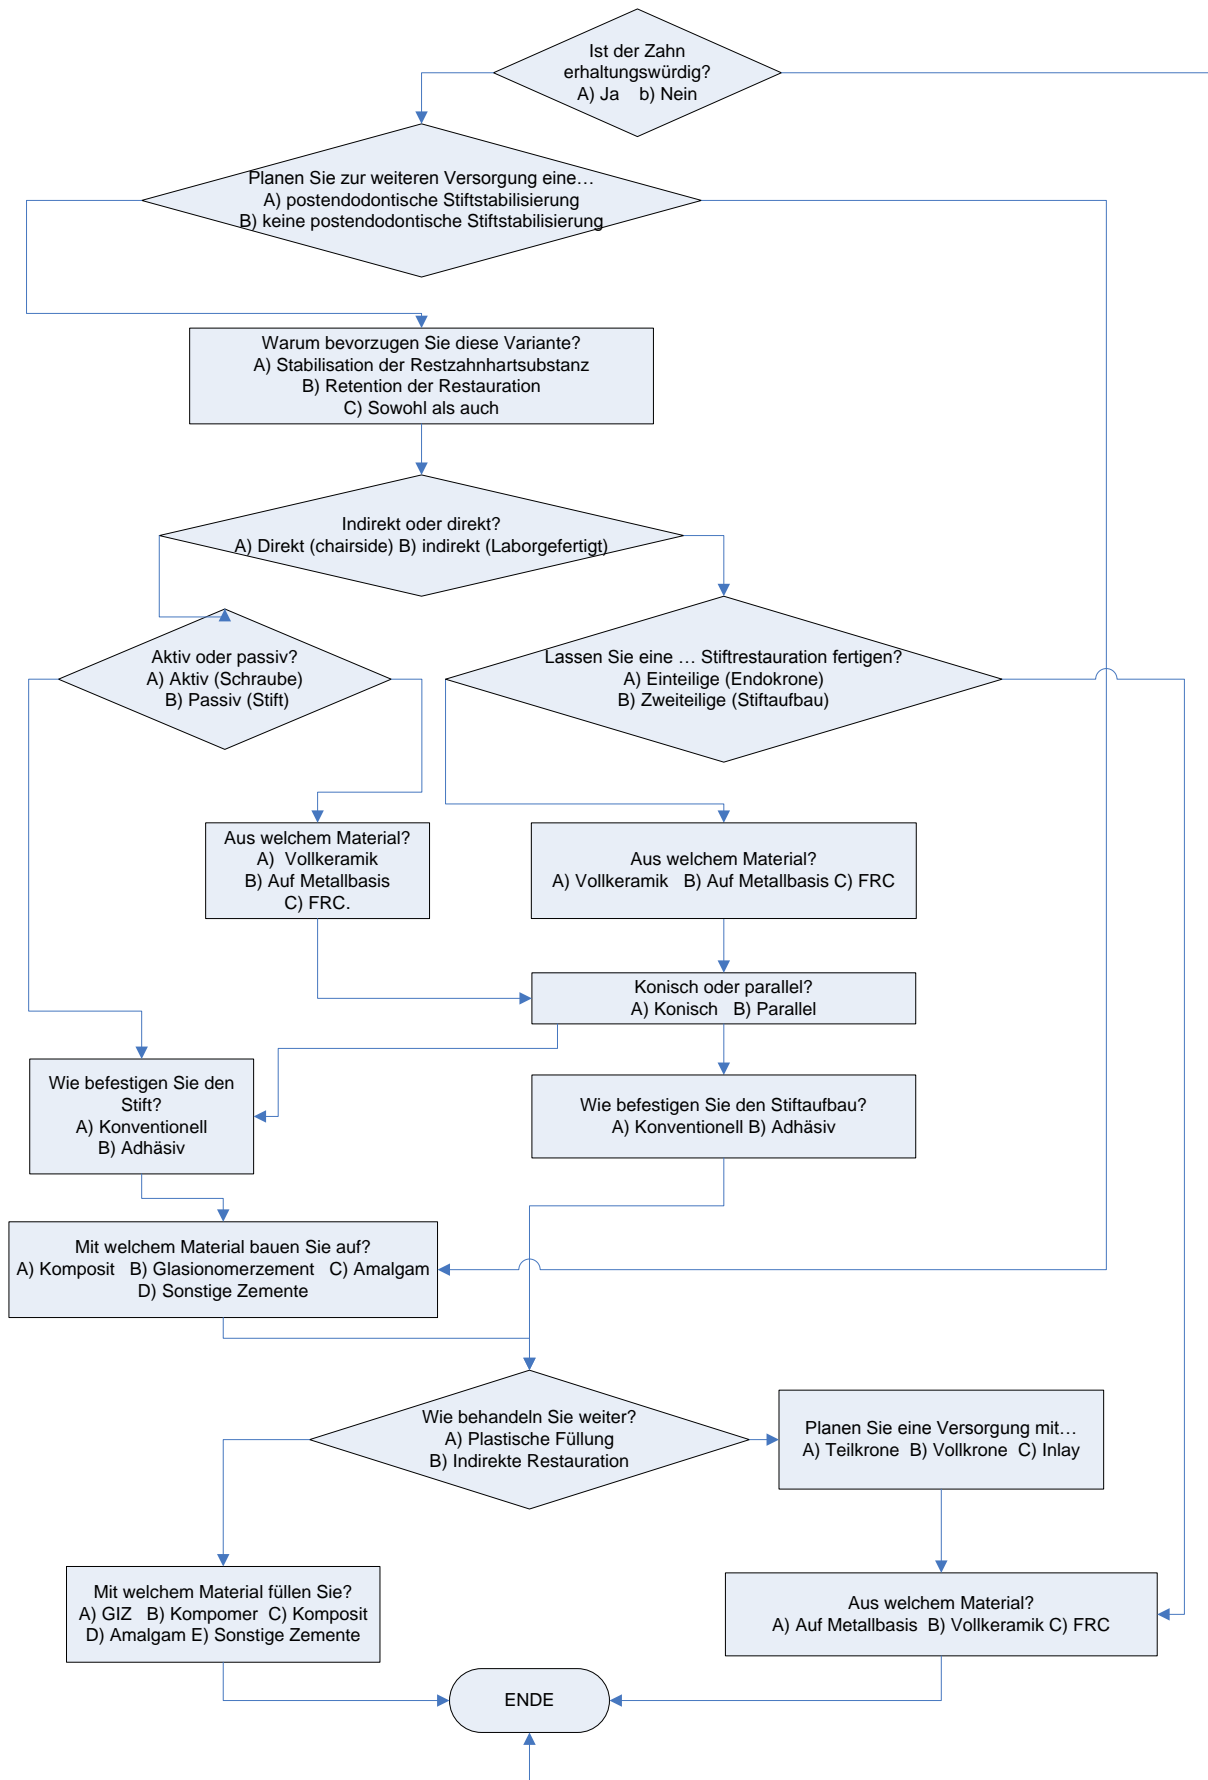 Ist der Zahn
erhaltungswürdig?
A) Ja b) Nein
Planen Sie zur weiteren Versorgung eine…
A) postendodontische Stiftstabilisierung
B) keine postendodontische Stiftstabilisierung
Warum bevorzugen Sie diese Variante?
A) Stabilisation der Restzahnhartsubstanz
B) Retention der Restauration
C) Sowohl als auch
Indirekt oder direkt?
A) Direkt (chairside) B) indirekt (Laborgefertigt)
Aktiv oder passiv?
A) Aktiv (Schraube)
B) Passiv (Stift)
Lassen Sie eine … Stiftrestauration fertigen?
A) Einteilige (Endokrone)
B) Zweiteilige (Stiftaufbau)
Aus welchem Material?
A) Vollkeramik
B) Auf Metallbasis
C) FRC.
Aus welchem Material?
A) Vollkeramik B) Auf Metallbasis C) FRC
Konisch oder parallel?
A) Konisch B) Parallel
Wie befestigen Sie den
Stift?
A) Konventionell
B) Adhäsiv
Wie befestigen Sie den Stiftaufbau?
A) Konventionell B) Adhäsiv
Mit welchem Material bauen Sie auf?
A) Komposit B) Glasionomerzement C) Amalgam
D) Sonstige Zemente
Wie behandeln Sie weiter?
A) Plastische Füllung
B) Indirekte Restauration
Planen Sie eine Versorgung mit…
A) Teilkrone B) Vollkrone C) Inlay
Mit welchem Material füllen Sie?
A) GIZ B) Kompomer C) Komposit
D) Amalgam E) Sonstige Zemente
Aus welchem Material?
A) Auf Metallbasis B) Vollkeramik C) FRC
ENDE